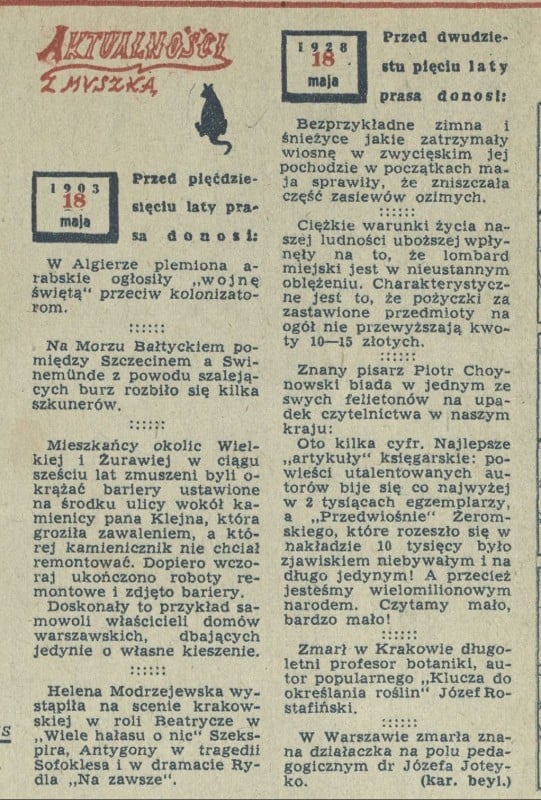 AKTUALNOŚCI
Z MYSZKĄ
1903
18
maja
Przed pięćdzie-
sięciu laty pra-
sa donosi:
W Algierze plemiona a-
rabskie ogłosiły „wojnę
świętą" przeciw kolonizato-
rom.
::::::
Na Morzu Bałtyckiem po-
między Szczecinem a Swi-
nemünde z powodu szaleją-
cych burz rozbiło się kilka
szkunerów.
::::::
Mieszkańcy okolic Wiel-
kiej i Żurawiej w ciągu
sześciu lat zmuszeni byli o-
krążać bariery ustawione
na środku ulicy wokół ka-
mienicy pana Klejna, która
groziła zawaleniem, a któ-
rej kamienicznik nie chciał
remontować. Dopiero wczo-
raj ukończono roboty re-
montowe i zdjęto bariery.
Doskonały to przykład sa-
mowoli właścicieli domów
warszawskich, dbających
jedynie o własne kieszenie.
::::::
Helena Modrzejewska wy-
stąpiła na scenie krakow-
skiej w roli Beatrycze w
„Wiele hałasu o nic" Szeks-
pira, Antygony w tragedii
Sofoklesa i w dramacie Ry-
dla „Na zawsze".
1928
18
maja
Przed dwudzie-
stu pięciu laty
prasa donosi:
Bezprzykładne zimna i
śnieżyce jakie zatrzymały
wiosnę w zwycięskim jej
pochodzie w początkach ma-
ja sprawiły, że zniszczała
część zasiewów ozimych.
::::::
Ciężkie warunki życia na-
szej ludności uboższej wpły-
nęły na to, że lombard
miejski jest w nieustannym
oblężeniu. Charakterystycz-
ne jest to, że pożyczki za
zastawione przedmioty na
ogół nie przewyższają kwo-
ty 10—15 złotych.
::::::
Znany pisarz Piotr Choy-
nowski biada w jednym ze
swych felietonów na upa-
dek czytelnictwa w naszym
kraju:
Oto kilka cyfr. Najlepsze
„artykuły" księgarskie: po-
wieści utalentowanych au-
torów bije się co najwyżej
w 2 tysiącach egzemplarzy,
a „Przedwiośnie" Żerom-
skiego, które rozeszło się w
nakładzie 10 tysięcy było
zjawiskiem niebywałym i na
długo jedynym! A przecież
jesteśmy wielomilionowym
narodem. Czytamy mało,
bardzo mało!
::::::
Zmarł w Krakowie długo-
letni profesor botaniki, au-
tor popularnego „Klucza do
określania roślin" Józef Ro-
stafiński.
::::::
W Warszawie zmarła zna-
na działaczka na polu peda-
gogicznym dr Józefa Jotey-
ko. (kar. beyl.)